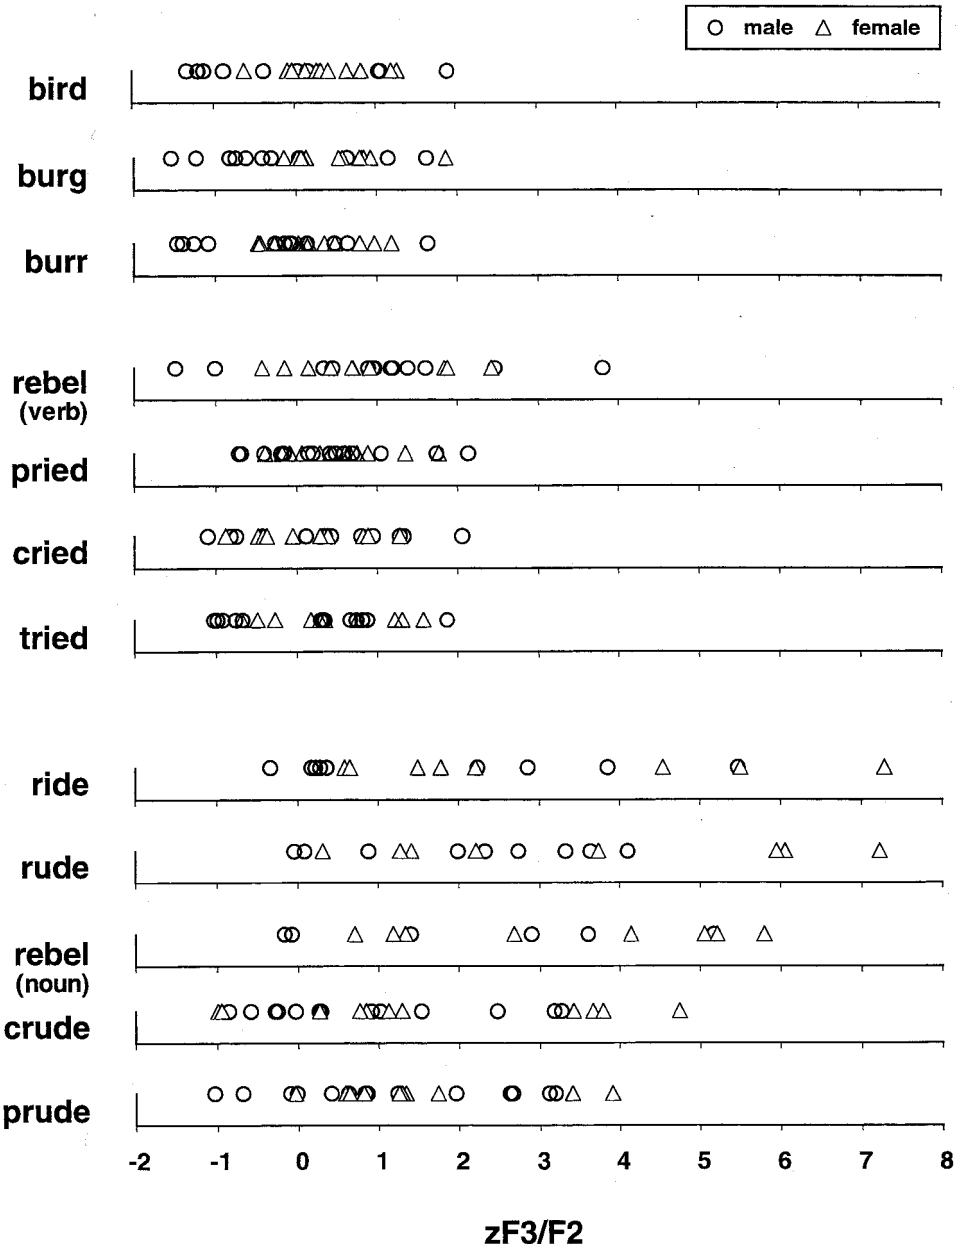 male female
bird
burg
burr
rebel
(verb)
pried
cried
tried
ride
rude
rebel
(noun)
crude
prude
-2 -1 0 1 2 3 4 5 6 7 8
zF3/F2